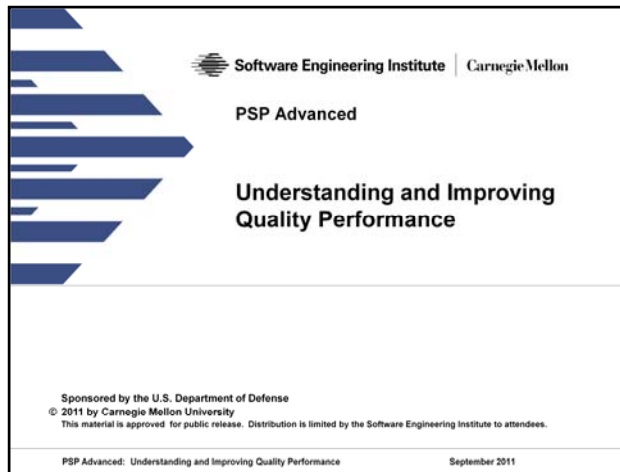 Software Engineering Institute | Carnegie Mellon
PSP Advanced
Understanding and Improving
Quality Performance
Sponsored by the U.S. Department of Defense
© 2011 by Carnegie Mellon University
This material is approved for public release. Distribution is limited by the Software Engineering Institute to attendees.
PSP Advanced: Understanding and Improving Quality Performance September 2011